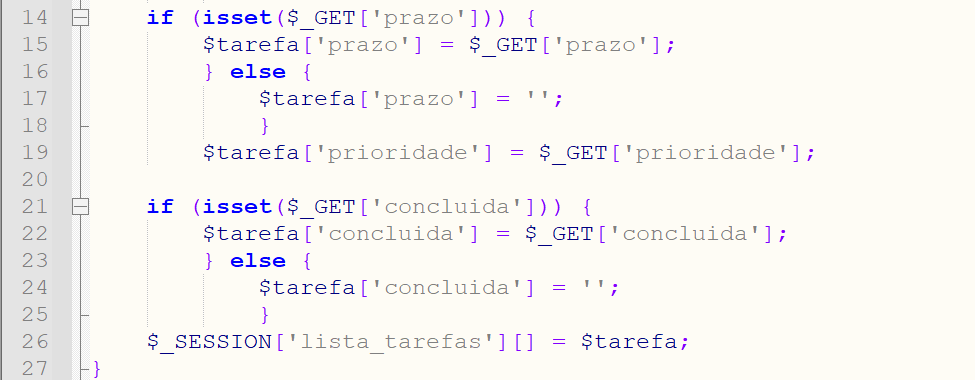 14 if (isset($_GET['prazo'])) {
15 $tarefa['prazo'] = $_GET['prazo'];
16 } else {
17 $tarefa['prazo'] = '';
18 }
19 $tarefa['prioridade'] = $_GET['prioridade'];
20
21 if (isset($_GET['concluida'])) {
22 $tarefa['concluida'] = $_GET['concluida'];
23 } else {
24 $tarefa['concluida'] = '';
25 }
26 $_SESSION['lista_tarefas'][] = $tarefa;
27 }